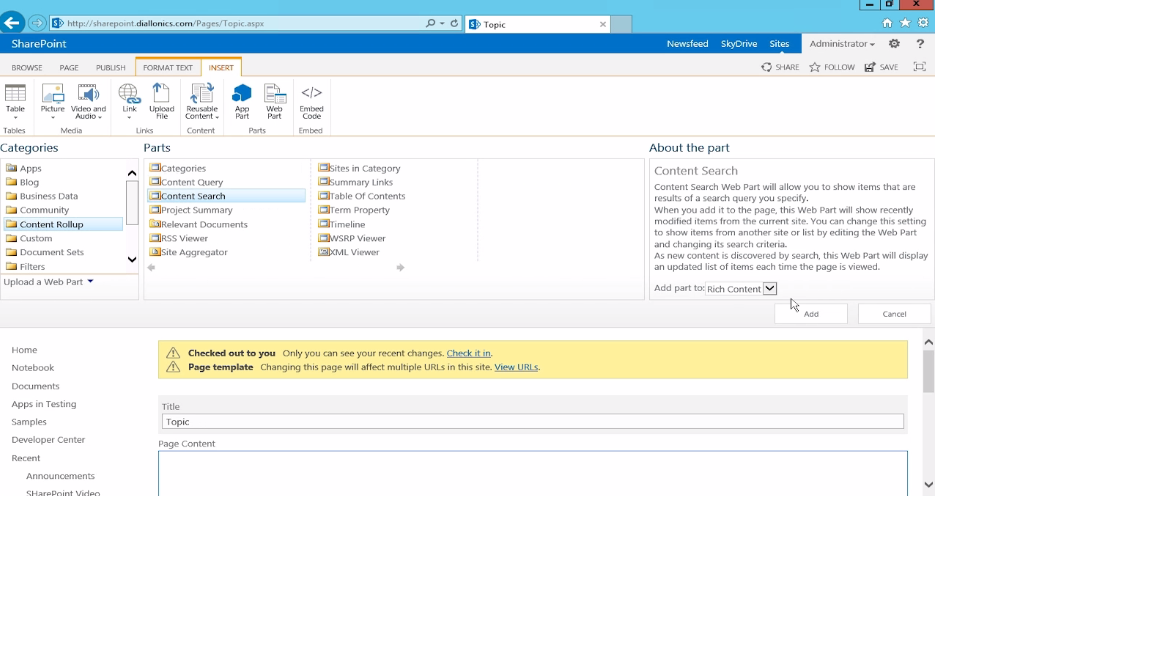 http://sharepoint.diallonics.com/Pages/Topic.aspx
Topic
SharePoint
Newsfeed SkyDrive Sites Administrator ?
BROWSE PAGE PUBLISH FORMAT TEXT INSERT SHARE FOLLOW SAVE
Table Picture Video and Audio Link Upload File Reusable Content App Part Web Part Embed Code
Tables Media Links Content Parts Embed
Categories
Apps
Blog
Business Data
Community
Content Rollup
Custom
Document Sets
Filters
Upload a Web Part
Parts
Categories
Content Query
Content Search
Project Summary
Relevant Documents
RSS Viewer
Site Aggregator
Sites in Category
Summary Links
Table Of Contents
Term Property
Timeline
WSRP Viewer
XML Viewer
About the part
Content Search
Content Search Web Part will allow you to show items that are
results of a search query you specify.
When you add it to the page, this Web Part will show recently
modified items from the current site. You can change this setting
to show items from another site or list by editing the Web Part
and changing its search criteria.
As new content is discovered by search, this Web Part will display
an updated list of items each time the page is viewed.
Add part to: Rich Content
Add Cancel
Home
Notebook
Documents
Apps in Testing
Samples
Developer Center
Recent
Announcements
SHarePoint Video
Checked out to you Only you can see your recent changes. Check it in.
Page template Changing this page will affect multiple URLs in this site. View URLs.
Title
Topic
Page Content